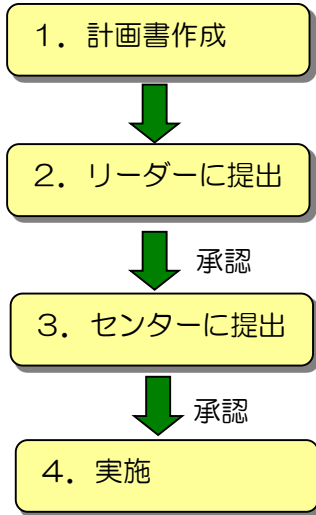 １．計画書作成
２．リーダーに提出
承認
３．センターに提出
承認
４．実施